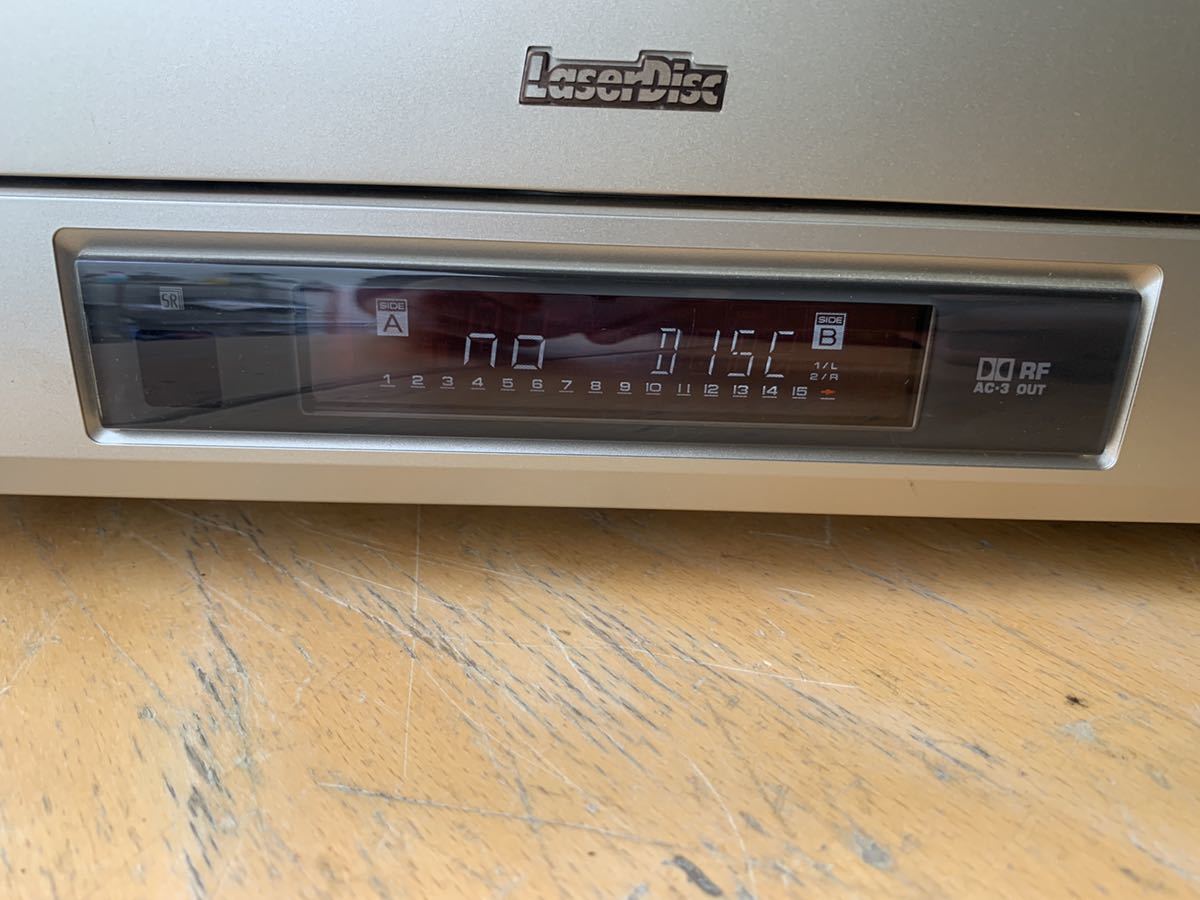 LaserDisc
SR
SIDE A
SIDE B
no DISC
1/L
2/R
1 2 3 4 5 6 7 8 9 10 11 12 13 14 15
RF
AC-3 OUT